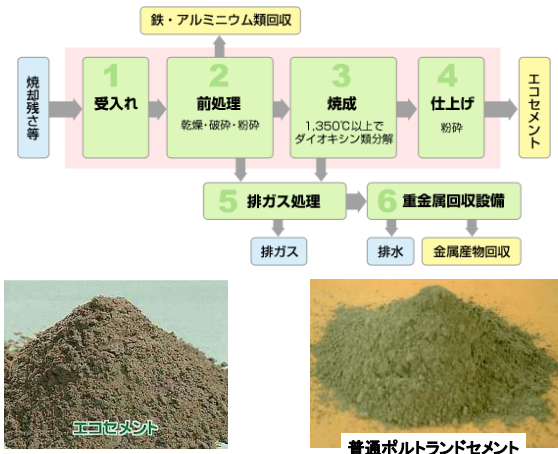 鉄・アルミニウム類回収
焼却残さ等
1
受入れ
2
前処理
乾燥・破砕・粉砕
3
焼成
1,350℃以上で
ダイオキシン類分解
4
仕上げ
粉砕
エコセメント
5 排ガス処理
6 重金属回収設備
排ガス
排水
金属産物回収
エコセメント
普通ポルトランドセメント